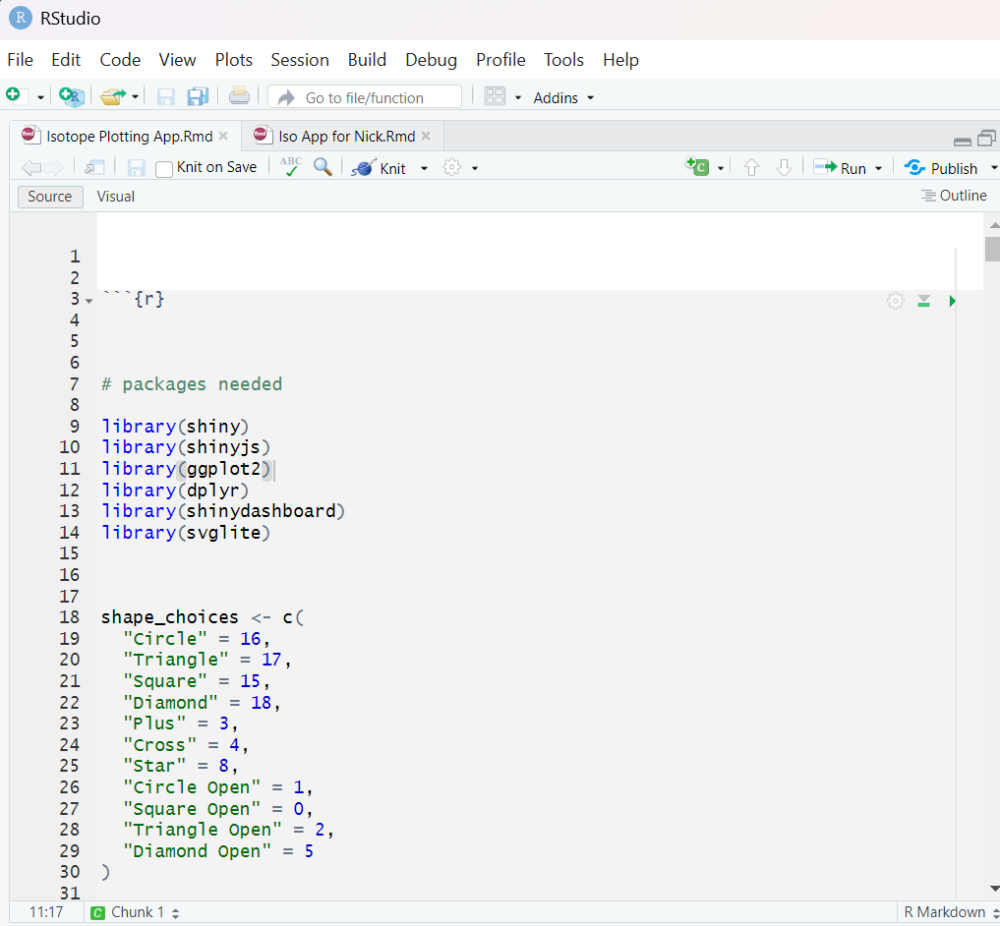 RStudio
File Edit Code View Plots Session Build Debug Profile Tools Help
Go to file/function Addins
Isotope Plotting App.Rmd Iso App for Nick.Rmd
Knit on Save ABC Knit Run Publish
Source Visual Outline
1
2
3 ```{r}
4
5
6
7 # packages needed
8
9 library(shiny)
10 library(shinyjs)
11 library(ggplot2)
12 library(dplyr)
13 library(shinydashboard)
14 library(svglite)
15
16
17
18 shape_choices <- c(
19 "Circle" = 16,
20 "Triangle" = 17,
21 "Square" = 15,
22 "Diamond" = 18,
23 "Plus" = 3,
24 "Cross" = 4,
25 "Star" = 8,
26 "Circle Open" = 1,
27 "Square Open" = 0,
28 "Triangle Open" = 2,
29 "Diamond Open" = 5
30 )
31
11:17 C Chunk 1 R Markdown